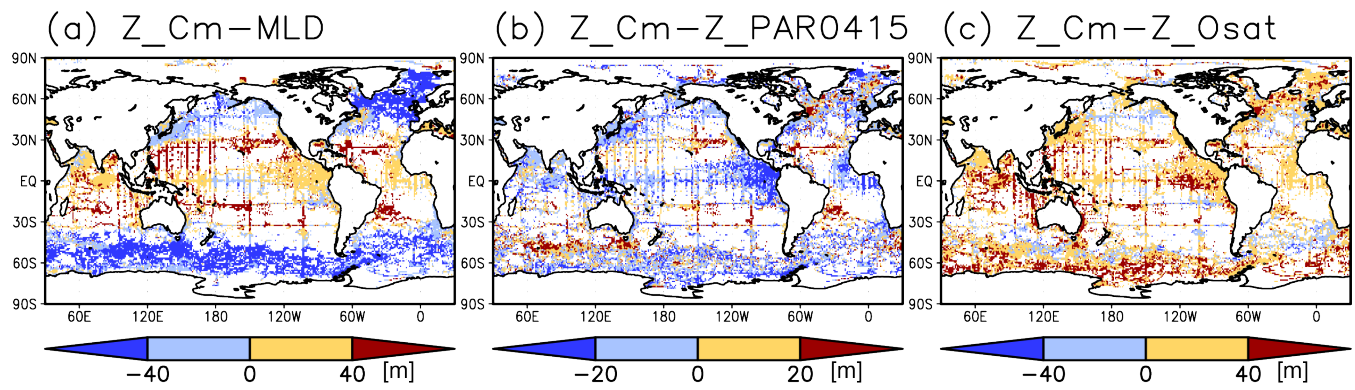 (a) Z_Cm−MLD
(b) Z_Cm−Z_PAR0415
(c) Z_Cm−Z_Osat
90N
60N
30N
EQ
30S
60S
90S
60E 120E 180 120W 60W 0
−40 0 40 [m]
90N
60N
30N
EQ
30S
60S
90S
60E 120E 180 120W 60W 0
−20 0 20 [m]
90N
60N
30N
EQ
30S
60S
90S
60E 120E 180 120W 60W 0
−40 0 40 [m]